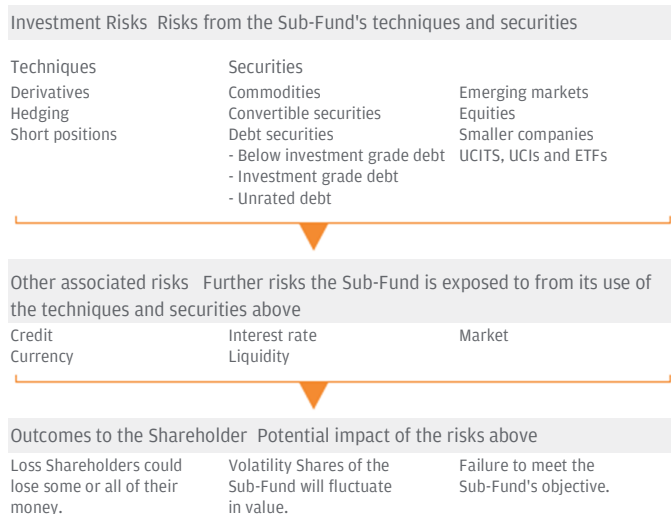 Investment Risks Risks from the Sub-Fund's techniques and securities
Techniques
Derivatives
Hedging
Short positions
Securities
Commodities
Convertible securities
Debt securities
- Below investment grade debt
- Investment grade debt
- Unrated debt
Emerging markets
Equities
Smaller companies
UCITS, UCIs and ETFs
Other associated risks Further risks the Sub-Fund is exposed to from its use of
the techniques and securities above
Credit
Currency
Interest rate
Liquidity
Market
Outcomes to the Shareholder Potential impact of the risks above
Loss Shareholders could
lose some or all of their
money.
Volatility Shares of the
Sub-Fund will fluctuate
in value.
Failure to meet the
Sub-Fund's objective.